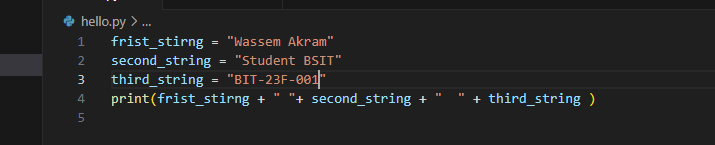 hello.py > ...
1 frist_stirng = "Wassem Akram"
2 second_string = "Student BSIT"
3 third_string = "BIT-23F-001"
4 print(frist_stirng + " "+ second_string + "  " + third_string )
5